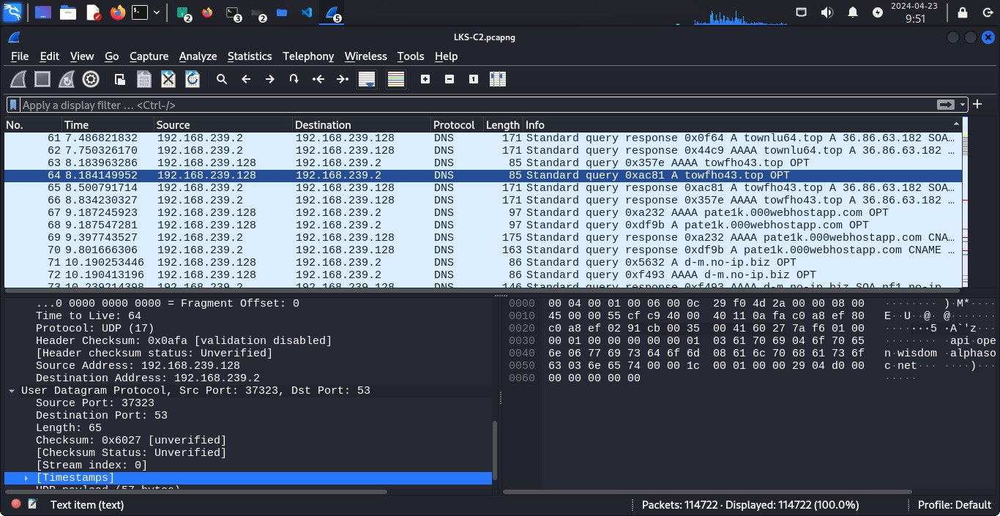 2
3
2
5
2024-04-23
9:51
LKS-C2.pcapng
File Edit View Go Capture Analyze Statistics Telephony Wireless Tools Help
Apply a display filter … <Ctrl-/>
No. Time Source Destination Protocol Length Info
61 7.486821832 192.168.239.2 192.168.239.128 DNS 171 Standard query response 0x0f64 A townlu64.top A 36.86.63.182 SOA…
62 7.750326170 192.168.239.2 192.168.239.128 DNS 171 Standard query response 0x44c9 AAAA townlu64.top A 36.86.63.182 …
63 8.183963286 192.168.239.128 192.168.239.2 DNS 85 Standard query 0x357e AAAA towfho43.top OPT
64 8.184149952 192.168.239.128 192.168.239.2 DNS 85 Standard query 0xac81 A towfho43.top OPT
65 8.500791714 192.168.239.2 192.168.239.128 DNS 171 Standard query response 0xac81 A towfho43.top A 36.86.63.182 SOA…
66 8.834230327 192.168.239.2 192.168.239.128 DNS 171 Standard query response 0x357e AAAA towfho43.top A 36.86.63.182 …
67 9.187245923 192.168.239.128 192.168.239.2 DNS 97 Standard query 0xa232 AAAA pate1k.000webhostapp.com OPT
68 9.187547281 192.168.239.128 192.168.239.2 DNS 97 Standard query 0xdf9b A pate1k.000webhostapp.com OPT
69 9.397743527 192.168.239.2 192.168.239.128 DNS 175 Standard query response 0xa232 AAAA pate1k.000webhostapp.com CNA…
70 9.801666306 192.168.239.2 192.168.239.128 DNS 163 Standard query response 0xdf9b A pate1k.000webhostapp.com CNAME …
71 10.190253446 192.168.239.128 192.168.239.2 DNS 86 Standard query 0x5632 A d-m.no-ip.biz OPT
72 10.190413196 192.168.239.128 192.168.239.2 DNS 86 Standard query 0xf493 AAAA d-m.no-ip.biz OPT
73 10.239214398 192.168.239.2 192.168.239.128 DNS 146 Standard query response 0xf493 AAAA d-m.no-ip.biz SOA nf1.no-ip
...0 0000 0000 0000 = Fragment Offset: 0
Time to Live: 64
Protocol: UDP (17)
Header Checksum: 0x0afa [validation disabled]
[Header checksum status: Unverified]
Source Address: 192.168.239.128
Destination Address: 192.168.239.2
User Datagram Protocol, Src Port: 37323, Dst Port: 53
Source Port: 37323
Destination Port: 53
Length: 65
Checksum: 0x6027 [unverified]
[Checksum Status: Unverified]
[Stream index: 0]
[Timestamps]
UDP payload (57 bytes)
0000 00 04 00 01 00 06 00 0c 29 f0 4d 2a 00 00 08 00 ········ )·M*····
0010 45 00 00 55 cf c9 40 00 40 11 0a fa c0 a8 ef 80 E··U··@· @·······
0020 c0 a8 ef 02 91 cb 00 35 00 41 60 27 7a f6 01 00 ·······5 ·A`'z···
0030 00 01 00 00 00 00 00 01 03 61 70 69 04 6f 70 65 ········ ·api·ope
0040 6e 06 77 69 73 64 6f 6d 08 61 6c 70 68 61 73 6f n·wisdom ·alphaso
0050 63 03 6e 65 74 00 00 1c 00 01 00 00 29 04 d0 00 c·net··· ····)···
0060 00 00 00 00 00 ·····
Text item (text)
Packets: 114722 · Displayed: 114722 (100.0%)
Profile: Default